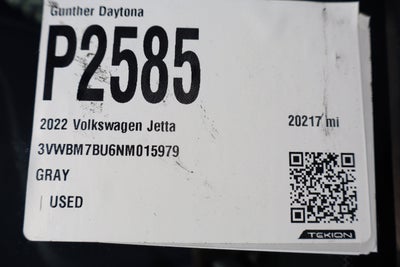 Gunther Daytona
P2585
2022 Volkswagen Jetta 20217 mi
3VWBM7BU6NM015979
GRAY
| USED
TEKION